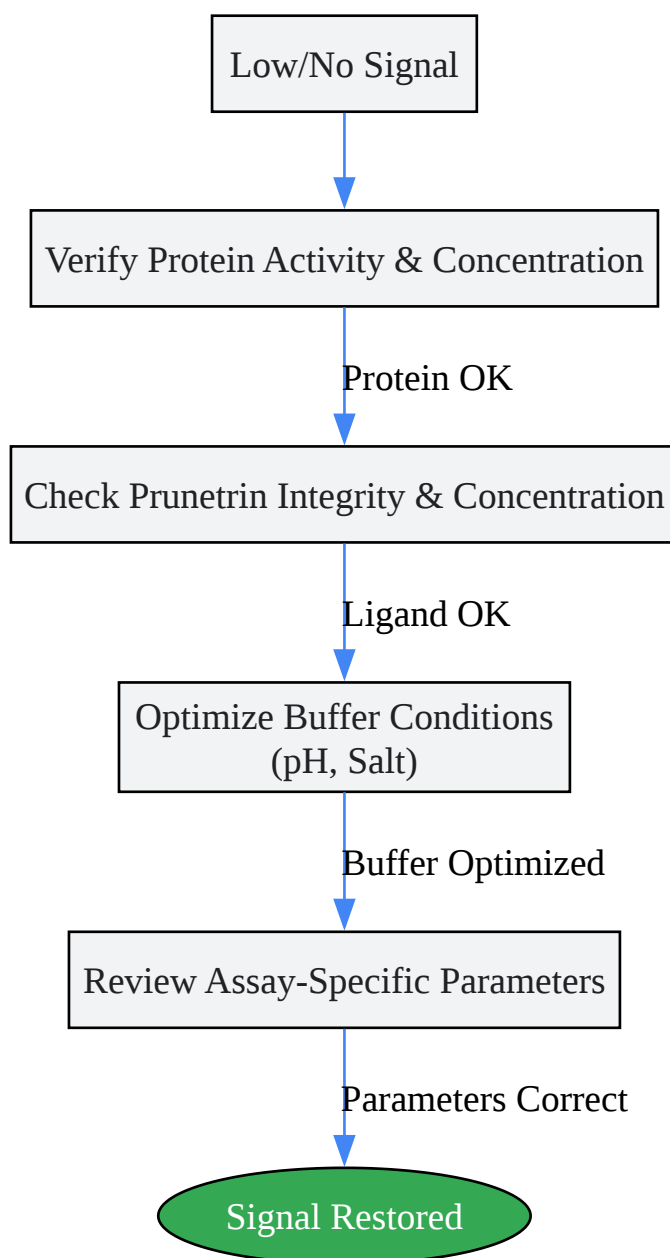 Low/No Signal
Verify Protein Activity & Concentration
Protein OK
Check Prunetrin Integrity & Concentration
Ligand OK
Optimize Buffer Conditions
(pH, Salt)
Buffer Optimized
Review Assay-Specific Parameters
Parameters Correct
Signal Restored